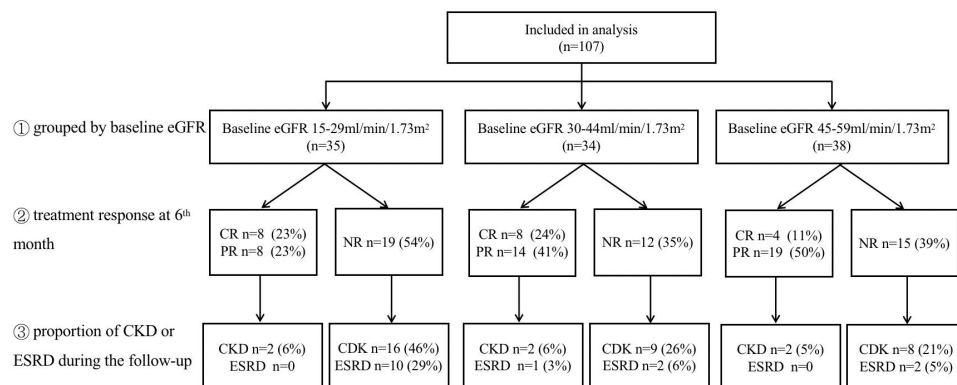 Included in analysis
(n=107)
① grouped by baseline eGFR
Baseline eGFR 15-29ml/min/1.73m²
(n=35)
Baseline eGFR 30-44ml/min/1.73m²
(n=34)
Baseline eGFR 45-59ml/min/1.73m²
(n=38)
② treatment response at 6th
month
CR n=8 (23%)
PR n=8 (23%)
NR n=19 (54%)
CR n=8 (24%)
PR n=14 (41%)
NR n=12 (35%)
CR n=4 (11%)
PR n=19 (50%)
NR n=15 (39%)
③ proportion of CKD or
ESRD during the follow-up
CKD n=2 (6%)
ESRD n=0
CDK n=16 (46%)
ESRD n=10 (29%)
CKD n=2 (6%)
ESRD n=1 (3%)
CDK n=9 (26%)
ESRD n=2 (6%)
CKD n=2 (5%)
ESRD n=0
CDK n=8 (21%)
ESRD n=2 (5%)